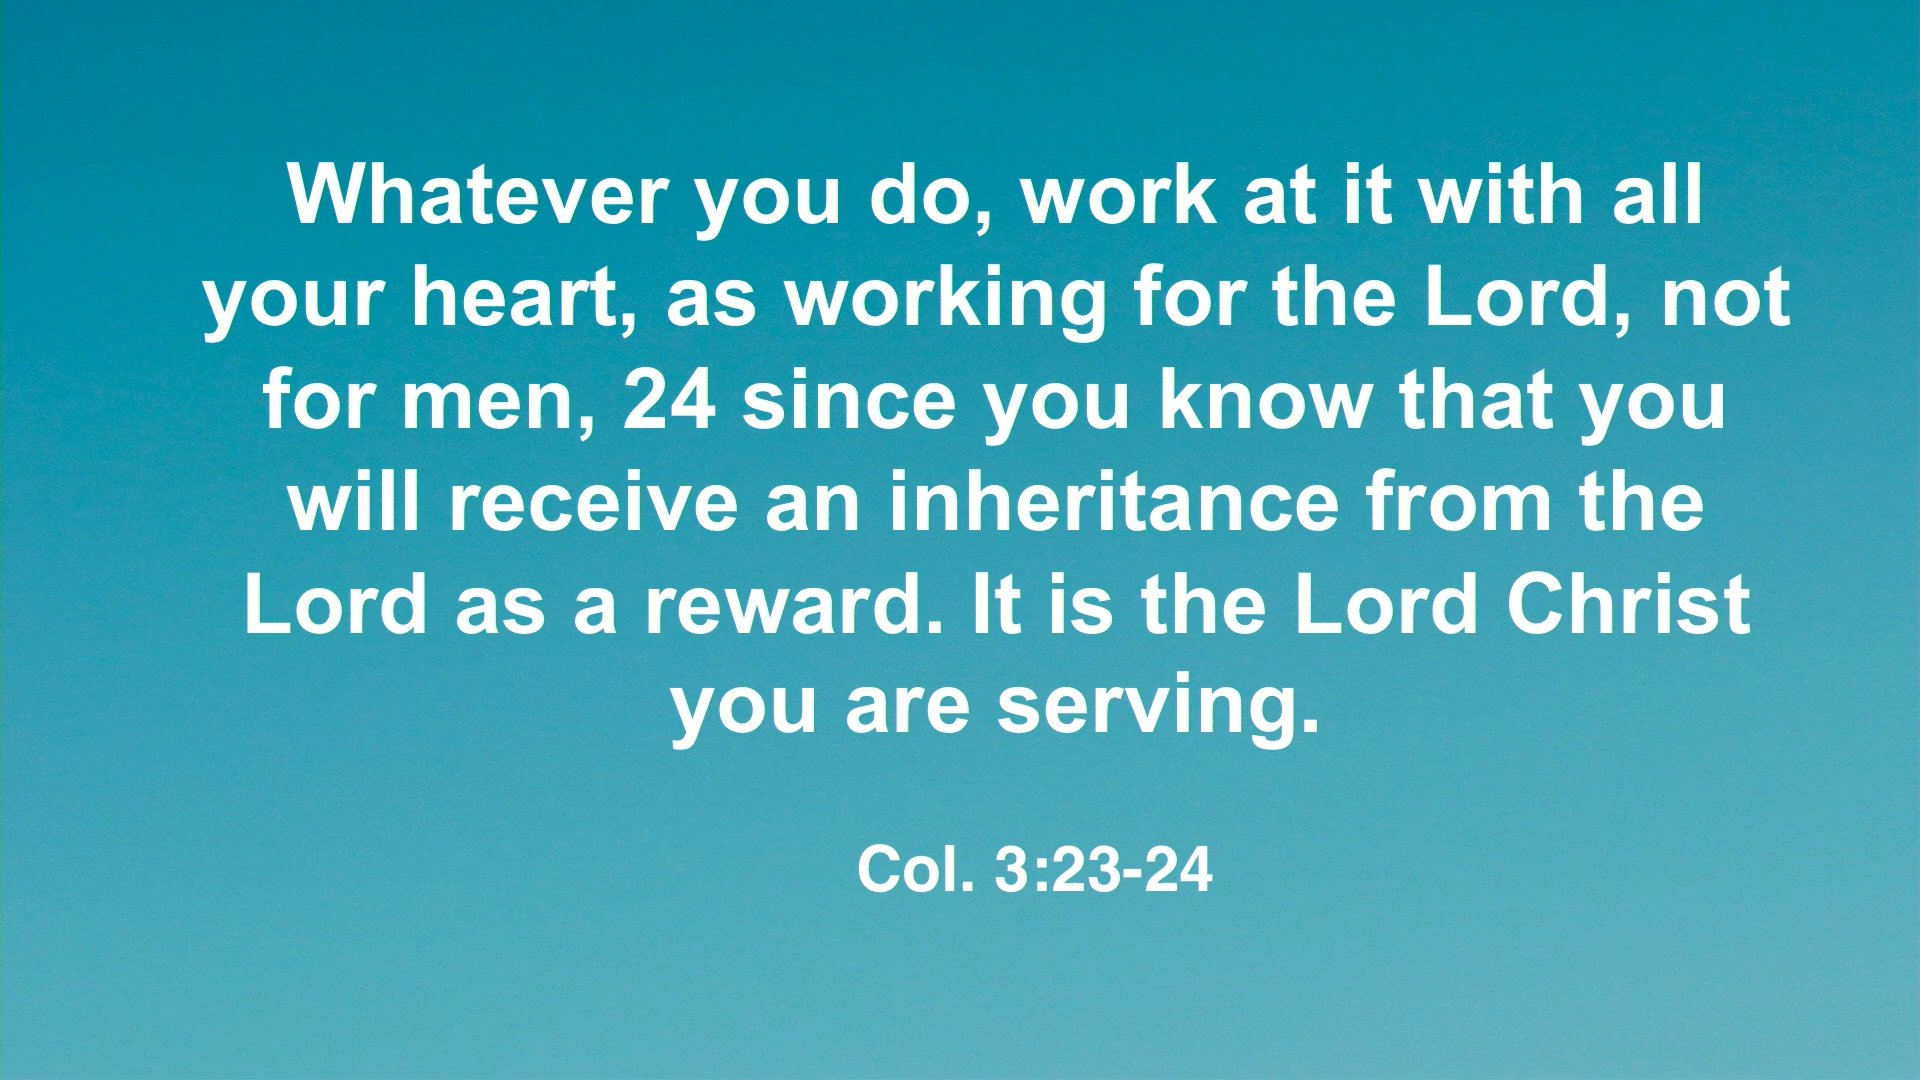 Whatever you do, work at it with all
your heart, as working for the Lord, not
for men, 24 since you know that you
will receive an inheritance from the
Lord as a reward. It is the Lord Christ
you are serving.
Col. 3:23-24